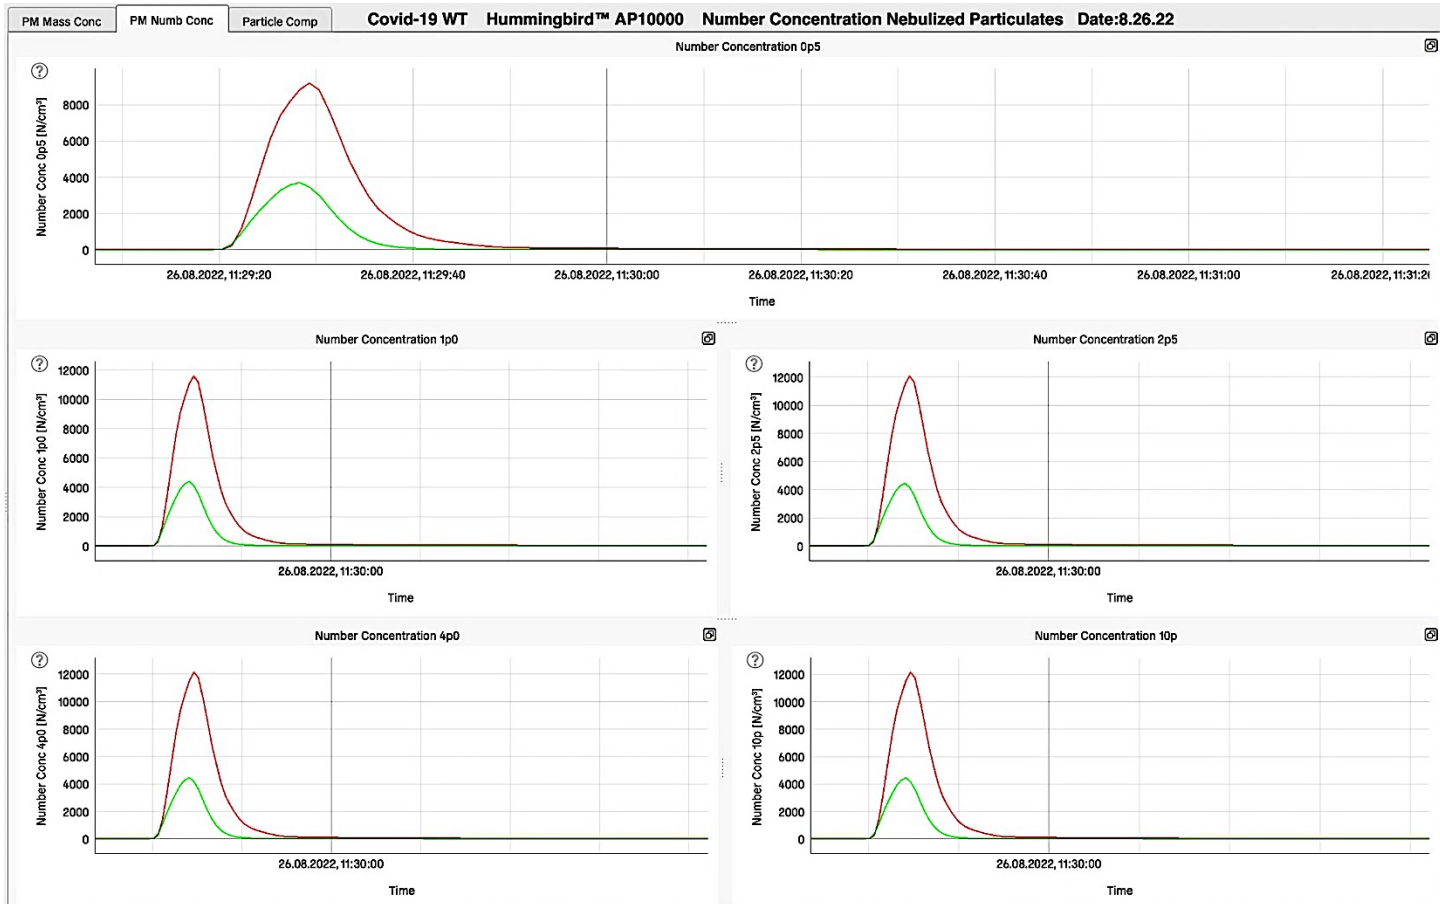 PM Mass Conc PM Numb Conc Particle Comp Covid-19 WT Hummingbird™ AP10000 Number Concentration Nebulized Particulates Date:8.26.22
Number Concentration 0p5
?
Number Conc 0p5 [N/cm³]
8000
6000
4000
2000
0
26.08.2022, 11:29:20 26.08.2022, 11:29:40 26.08.2022, 11:30:00 26.08.2022, 11:30:20 26.08.2022, 11:30:40 26.08.2022, 11:31:00 26.08.2022, 11:31:2
Time
Number Concentration 1p0
?
Number Conc 1p0 [N/cm³]
12000
10000
8000
6000
4000
2000
0
26.08.2022, 11:30:00
Time
Number Concentration 2p5
?
Number Conc 2p5 [N/cm³]
12000
10000
8000
6000
4000
2000
0
26.08.2022, 11:30:00
Time
Number Concentration 4p0
?
Number Conc 4p0 [N/cm³]
12000
10000
8000
6000
4000
2000
0
26.08.2022, 11:30:00
Time
Number Concentration 10p
?
Number Conc 10p [N/cm³]
12000
10000
8000
6000
4000
2000
0
26.08.2022, 11:30:00
Time